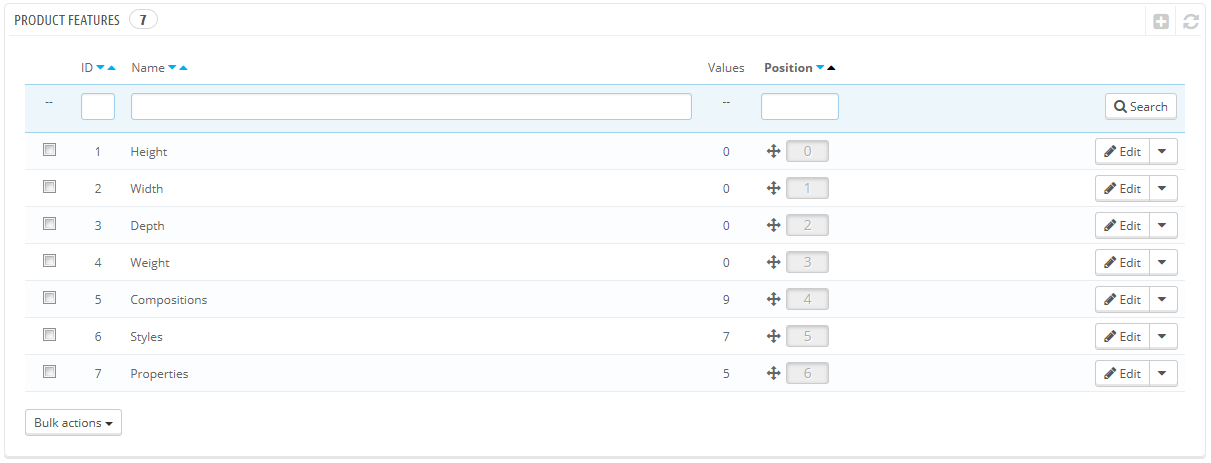 PRODUCT FEATURES 7
ID Name Values Position
-- -- Search
1 Height 0 0 Edit
2 Width 0 1 Edit
3 Depth 0 2 Edit
4 Weight 0 3 Edit
5 Compositions 9 4 Edit
6 Styles 7 5 Edit
7 Properties 5 6 Edit
Bulk actions